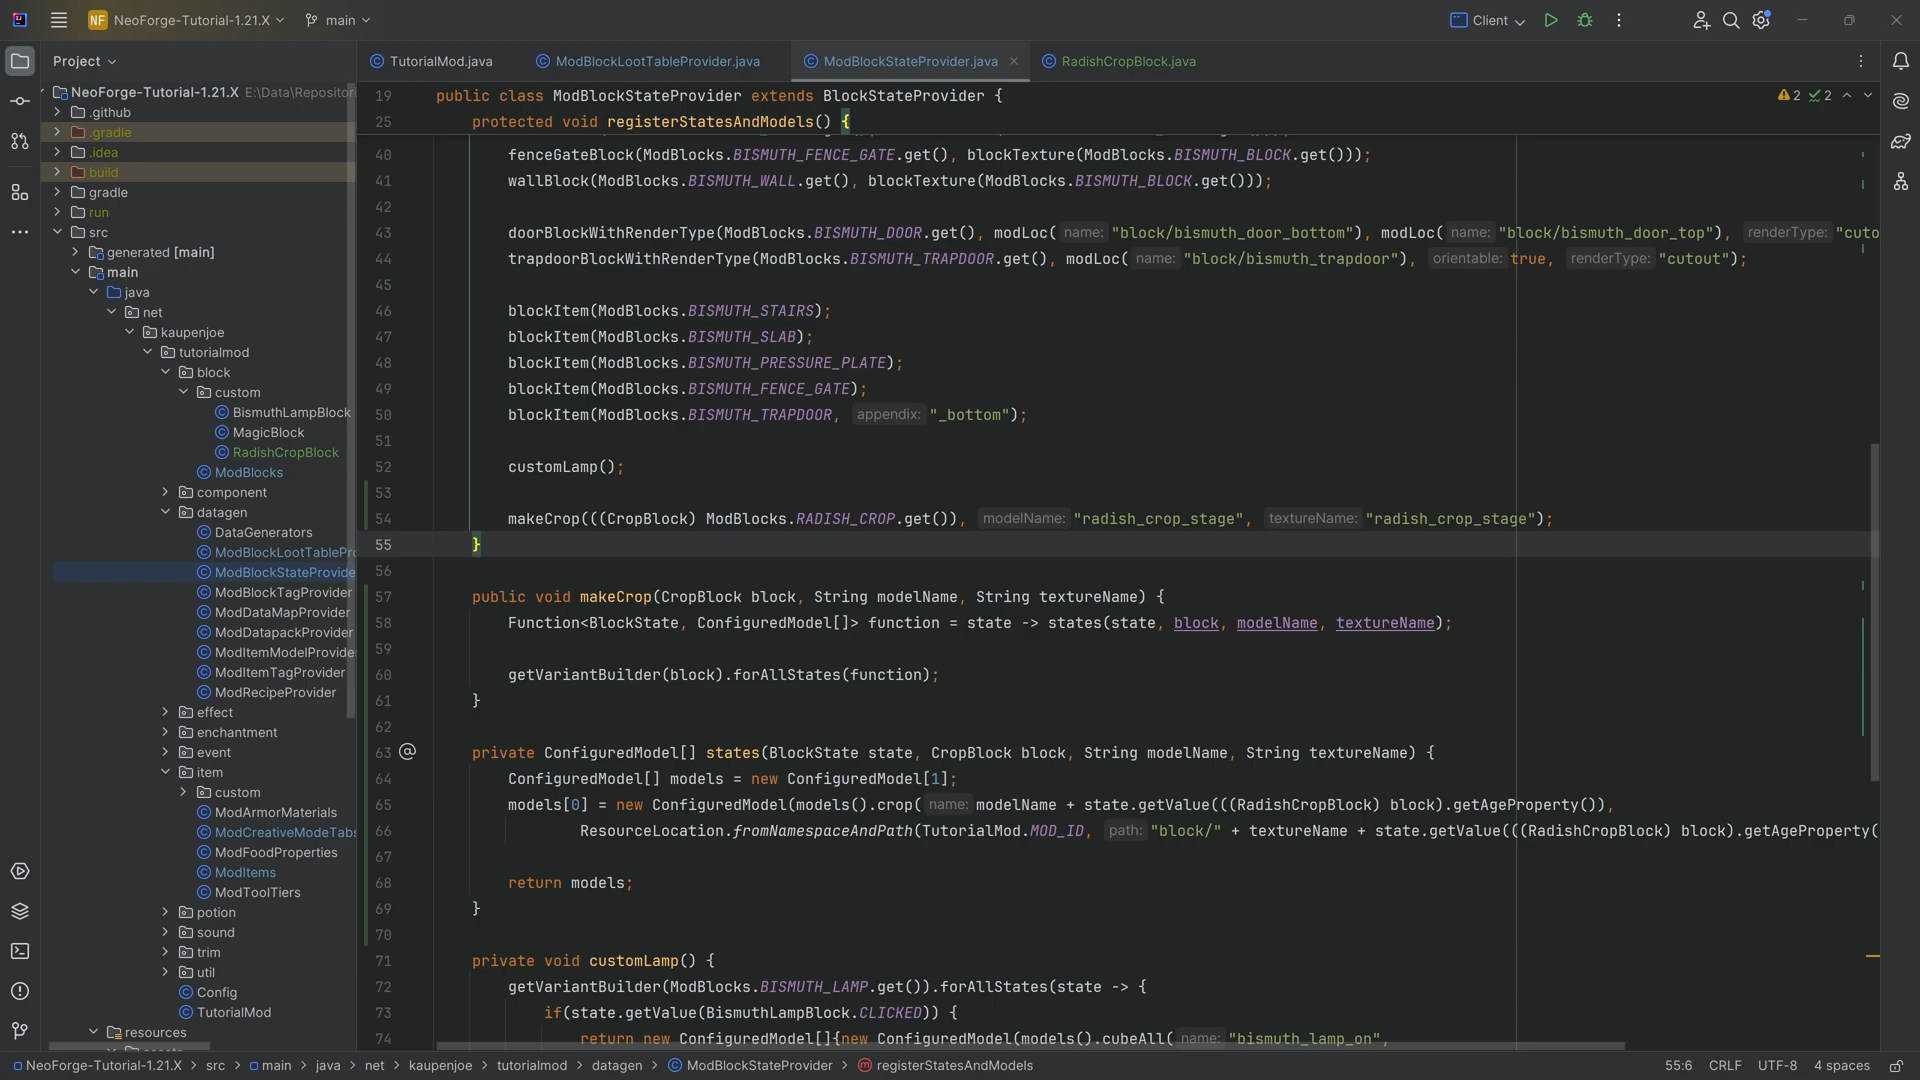 NF NeoForge-Tutorial-1.21.X main Client
Project
TutorialMod.java ModBlockLootTableProvider.java ModBlockStateProvider.java RadishCropBlock.java
NeoForge-Tutorial-1.21.X E:\Data\Repositori
.github
.gradle
.idea
build
gradle
run
src
generated [main]
main
java
net
kaupenjoe
tutorialmod
block
custom
BismuthLampBlock
MagicBlock
RadishCropBlock
ModBlocks
component
datagen
DataGenerators
ModBlockLootTablePro
ModBlockStateProvide
ModBlockTagProvider
ModDataMapProvider
ModDatapackProvider
ModItemModelProvide
ModItemTagProvider
ModRecipeProvider
effect
enchantment
event
item
custom
ModArmorMaterials
ModCreativeModeTabs
ModFoodProperties
ModItems
ModToolTiers
potion
sound
trim
util
Config
TutorialMod
resources
19 public class ModBlockStateProvider extends BlockStateProvider { 2 2
25 protected void registerStatesAndModels() {
40 fenceGateBlock(ModBlocks.BISMUTH_FENCE_GATE.get(), blockTexture(ModBlocks.BISMUTH_BLOCK.get()));
41 wallBlock(ModBlocks.BISMUTH_WALL.get(), blockTexture(ModBlocks.BISMUTH_BLOCK.get()));
42
43 doorBlockWithRenderType(ModBlocks.BISMUTH_DOOR.get(), modLoc( name: "block/bismuth_door_bottom"), modLoc( name: "block/bismuth_door_top"), renderType: "cuto
44 trapdoorBlockWithRenderType(ModBlocks.BISMUTH_TRAPDOOR.get(), modLoc( name: "block/bismuth_trapdoor"), orientable: true, renderType: "cutout");
45
46 blockItem(ModBlocks.BISMUTH_STAIRS);
47 blockItem(ModBlocks.BISMUTH_SLAB);
48 blockItem(ModBlocks.BISMUTH_PRESSURE_PLATE);
49 blockItem(ModBlocks.BISMUTH_FENCE_GATE);
50 blockItem(ModBlocks.BISMUTH_TRAPDOOR, appendix: "_bottom");
51
52 customLamp();
53
54 makeCrop(((CropBlock) ModBlocks.RADISH_CROP.get()), modelName: "radish_crop_stage", textureName: "radish_crop_stage");
55 }
56
57 public void makeCrop(CropBlock block, String modelName, String textureName) {
58 Function<BlockState, ConfiguredModel[]> function = state -> states(state, block, modelName, textureName);
59
60 getVariantBuilder(block).forAllStates(function);
61 }
62
63 private ConfiguredModel[] states(BlockState state, CropBlock block, String modelName, String textureName) {
64 ConfiguredModel[] models = new ConfiguredModel[1];
65 models[0] = new ConfiguredModel(models().crop( name: modelName + state.getValue(((RadishCropBlock) block).getAgeProperty()),
66 ResourceLocation.fromNamespaceAndPath(TutorialMod.MOD_ID, path: "block/" + textureName + state.getValue(((RadishCropBlock) block).getAgeProperty(
67
68 return models;
69 }
70
71 private void customLamp() {
72 getVariantBuilder(ModBlocks.BISMUTH_LAMP.get()).forAllStates(state -> {
73 if(state.getValue(BismuthLampBlock.CLICKED)) {
74 return new ConfiguredModel[]{new ConfiguredModel(models().cubeAll( name: "bismuth_lamp_on",
NeoForge-Tutorial-1.21.X > src > main > java > net > kaupenjoe > tutorialmod > datagen > ModBlockStateProvider > registerStatesAndModels 55:6 CRLF UTF-8 4 spaces